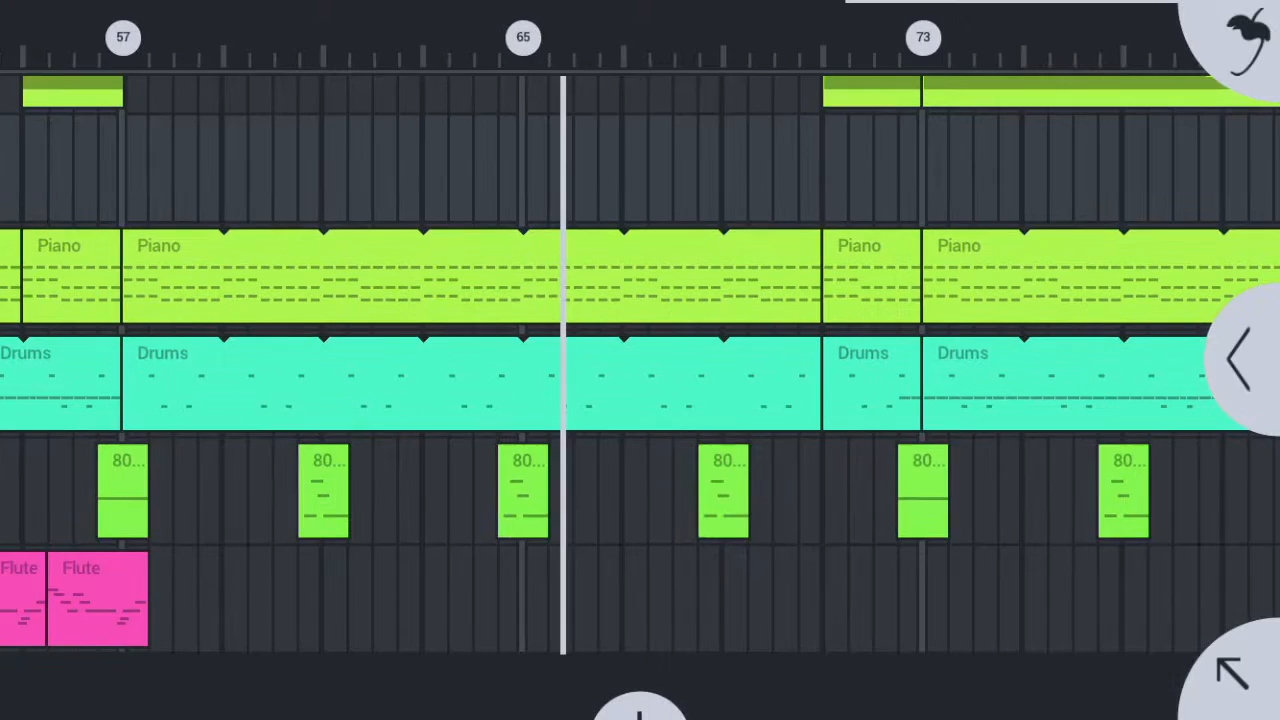 57 65 73
Piano Piano Piano Piano
Drums Drums Drums Drums
80... 80... 80... 80... 80... 80...
Flute Flute